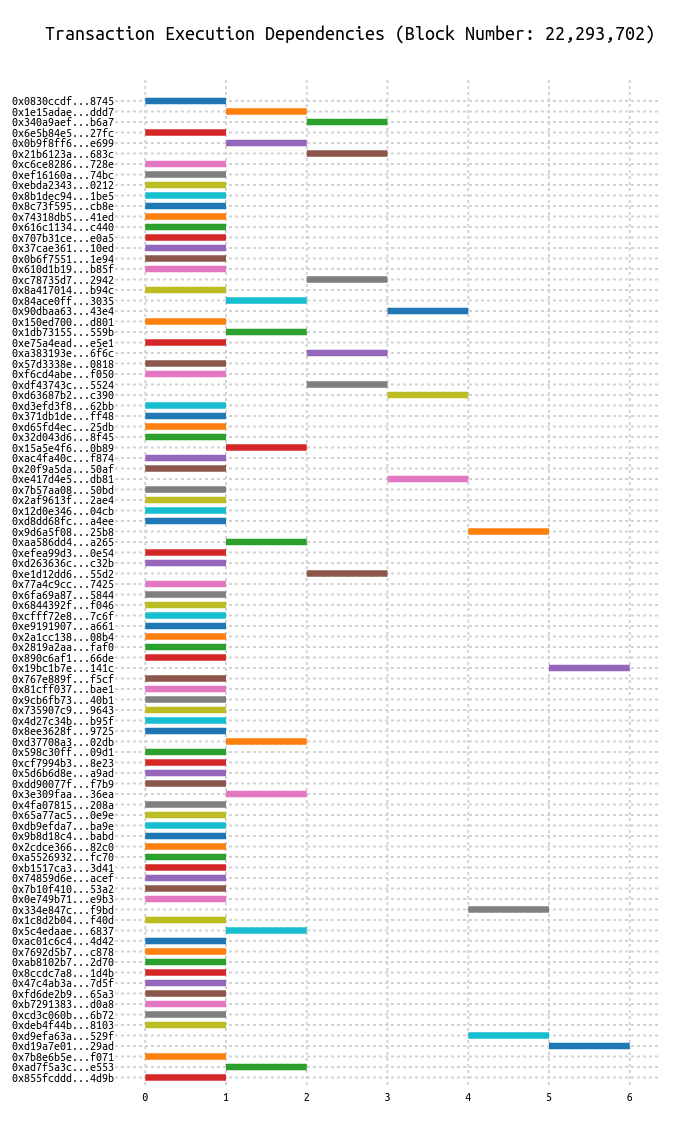 Transaction Execution Dependencies (Block Number: 22,293,702)
0x0830ccdf...8745
0x1e15adae...ddd7
0x340a9aef...b6a7
0x6e5b84e5...27fc
0x0b9f8ff6...e699
0x21b6123a...683c
0xc6ce8286...728e
0xef16160a...74bc
0xebda2343...0212
0x8b1dec94...1be5
0x8c73f595...cb8e
0x74318db5...41ed
0x616c1134...c440
0x707b31ce...e0a5
0x37cae361...10ed
0x0b6f7551...1e94
0x610d1b19...b85f
0xc78735d7...2942
0x8a417014...b94c
0x84ace0ff...3035
0x90dbaa63...43e4
0x150ed700...d801
0x1db73155...559b
0xe75a4ead...e5e1
0xa383193e...6f6c
0x57d3338e...0818
0xf6cd4abe...f050
0xdf43743c...5524
0xd63687b2...c390
0xd3efd3f8...62bb
0x371db1de...ff48
0xd65fd4ec...25db
0x32d043d6...8f45
0x15a5e4f6...0b89
0xac4fa40c...f874
0x20f9a5da...50af
0xe417d4e5...db81
0x7b57aa08...50bd
0x2af9613f...2ae4
0x12d0e346...04cb
0xd8dd68fc...a4ee
0x9d6a5f08...25b8
0xaa586dd4...a265
0xefea99d3...0e54
0xd263636c...c32b
0xe1d12dd6...55d2
0x77a4c9cc...7425
0x6fa69a87...5844
0x6844392f...f046
0xcfff72e8...7c6f
0xe9191907...a661
0x2a1cc138...08b4
0x2819a2aa...faf0
0x890c6af1...66de
0x19bc1b7e...141c
0x767e889f...f5cf
0x81cff037...bae1
0x9cb6fb73...40b1
0x735907c9...9643
0x4d27c34b...b95f
0x8ee3628f...9725
0xd37708a3...02db
0x598c30ff...09d1
0xcf7994b3...8e23
0x5d6b6d8e...a9ad
0xdd90077f...f7b9
0x3e309faa...36ea
0x4fa07815...208a
0x65a77ac5...0e9e
0xdb9efda7...ba9e
0x9b8d18c4...babd
0x2cdce366...82c0
0xa5526932...fc70
0xb1517ca3...3d41
0x74859d6e...acef
0x7b10f410...53a2
0x0e749b71...e9b3
0x334e847c...f9bd
0x1c8d2b04...f40d
0x5c4edaae...6837
0xac01c6c4...4d42
0x7692d5b7...c878
0xab8102b7...2d70
0x8ccdc7a8...1d4b
0x47c4ab3a...7d5f
0xfd6de2b9...65a3
0xb7291383...d0a8
0xcd3c060b...6b72
0xdeb4f44b...8103
0xd9efa63a...529f
0xd19a7e01...29ad
0x7b8e6b5e...f071
0xad7f5a3c...e553
0x855fcddd...4d9b
0 1 2 3 4 5 6